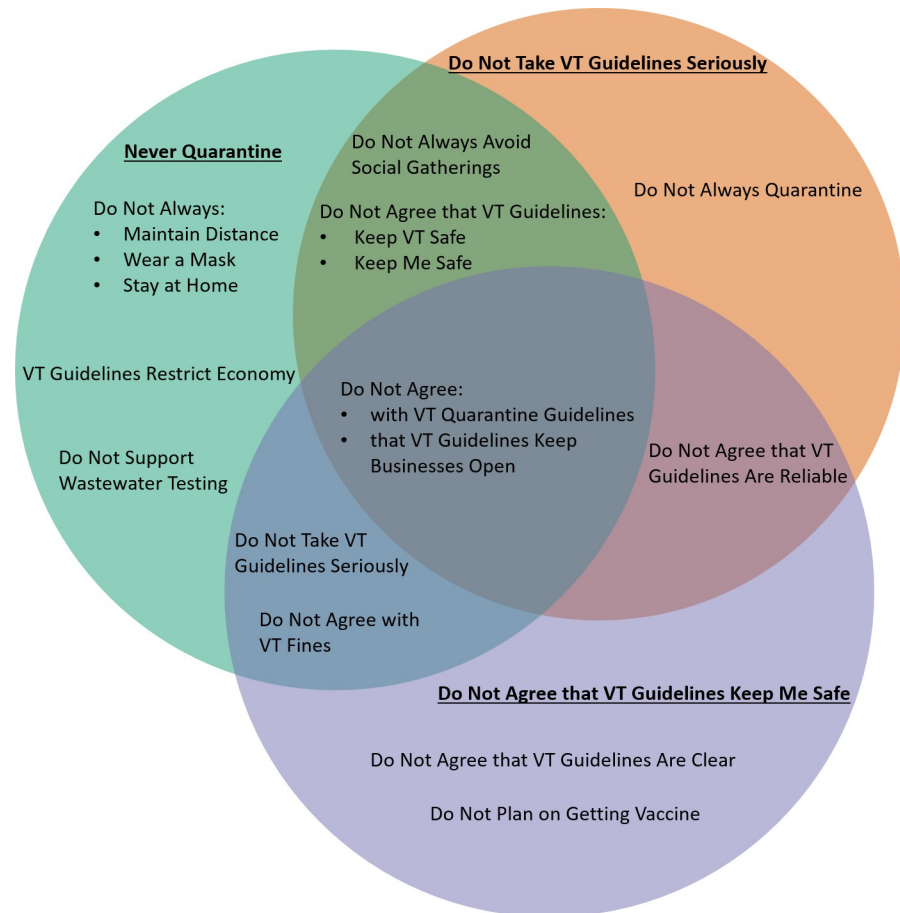 Do Not Take VT Guidelines Seriously
Never Quarantine
Do Not Always Avoid
Social Gatherings
Do Not Always Quarantine
Do Not Always:
• Maintain Distance
• Wear a Mask
• Stay at Home
Do Not Agree that VT Guidelines:
• Keep VT Safe
• Keep Me Safe
VT Guidelines Restrict Economy
Do Not Agree:
• with VT Quarantine Guidelines
• that VT Guidelines Keep
Businesses Open
Do Not Support
Wastewater Testing
Do Not Agree that VT
Guidelines Are Reliable
Do Not Take VT
Guidelines Seriously
Do Not Agree with
VT Fines
Do Not Agree that VT Guidelines Keep Me Safe
Do Not Agree that VT Guidelines Are Clear
Do Not Plan on Getting Vaccine